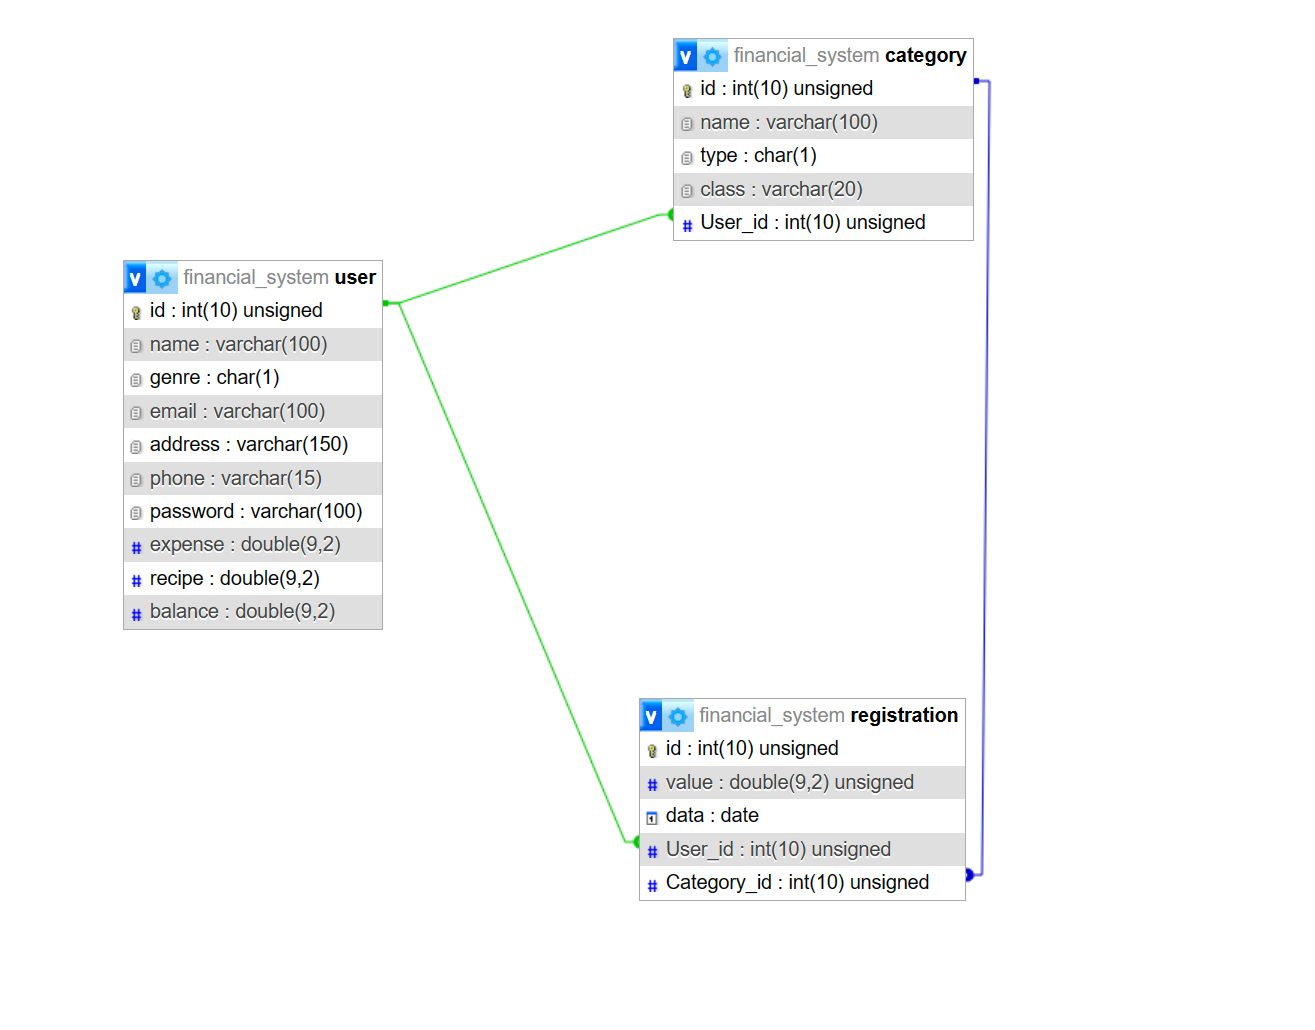 v financial_system category
id : int(10) unsigned
name : varchar(100)
type : char(1)
class : varchar(20)
# User_id : int(10) unsigned
v financial_system user
id : int(10) unsigned
name : varchar(100)
genre : char(1)
email : varchar(100)
address : varchar(150)
phone : varchar(15)
password : varchar(100)
# expense : double(9,2)
# recipe : double(9,2)
# balance : double(9,2)
v financial_system registration
id : int(10) unsigned
# value : double(9,2) unsigned
1 data : date
# User_id : int(10) unsigned
# Category_id : int(10) unsigned